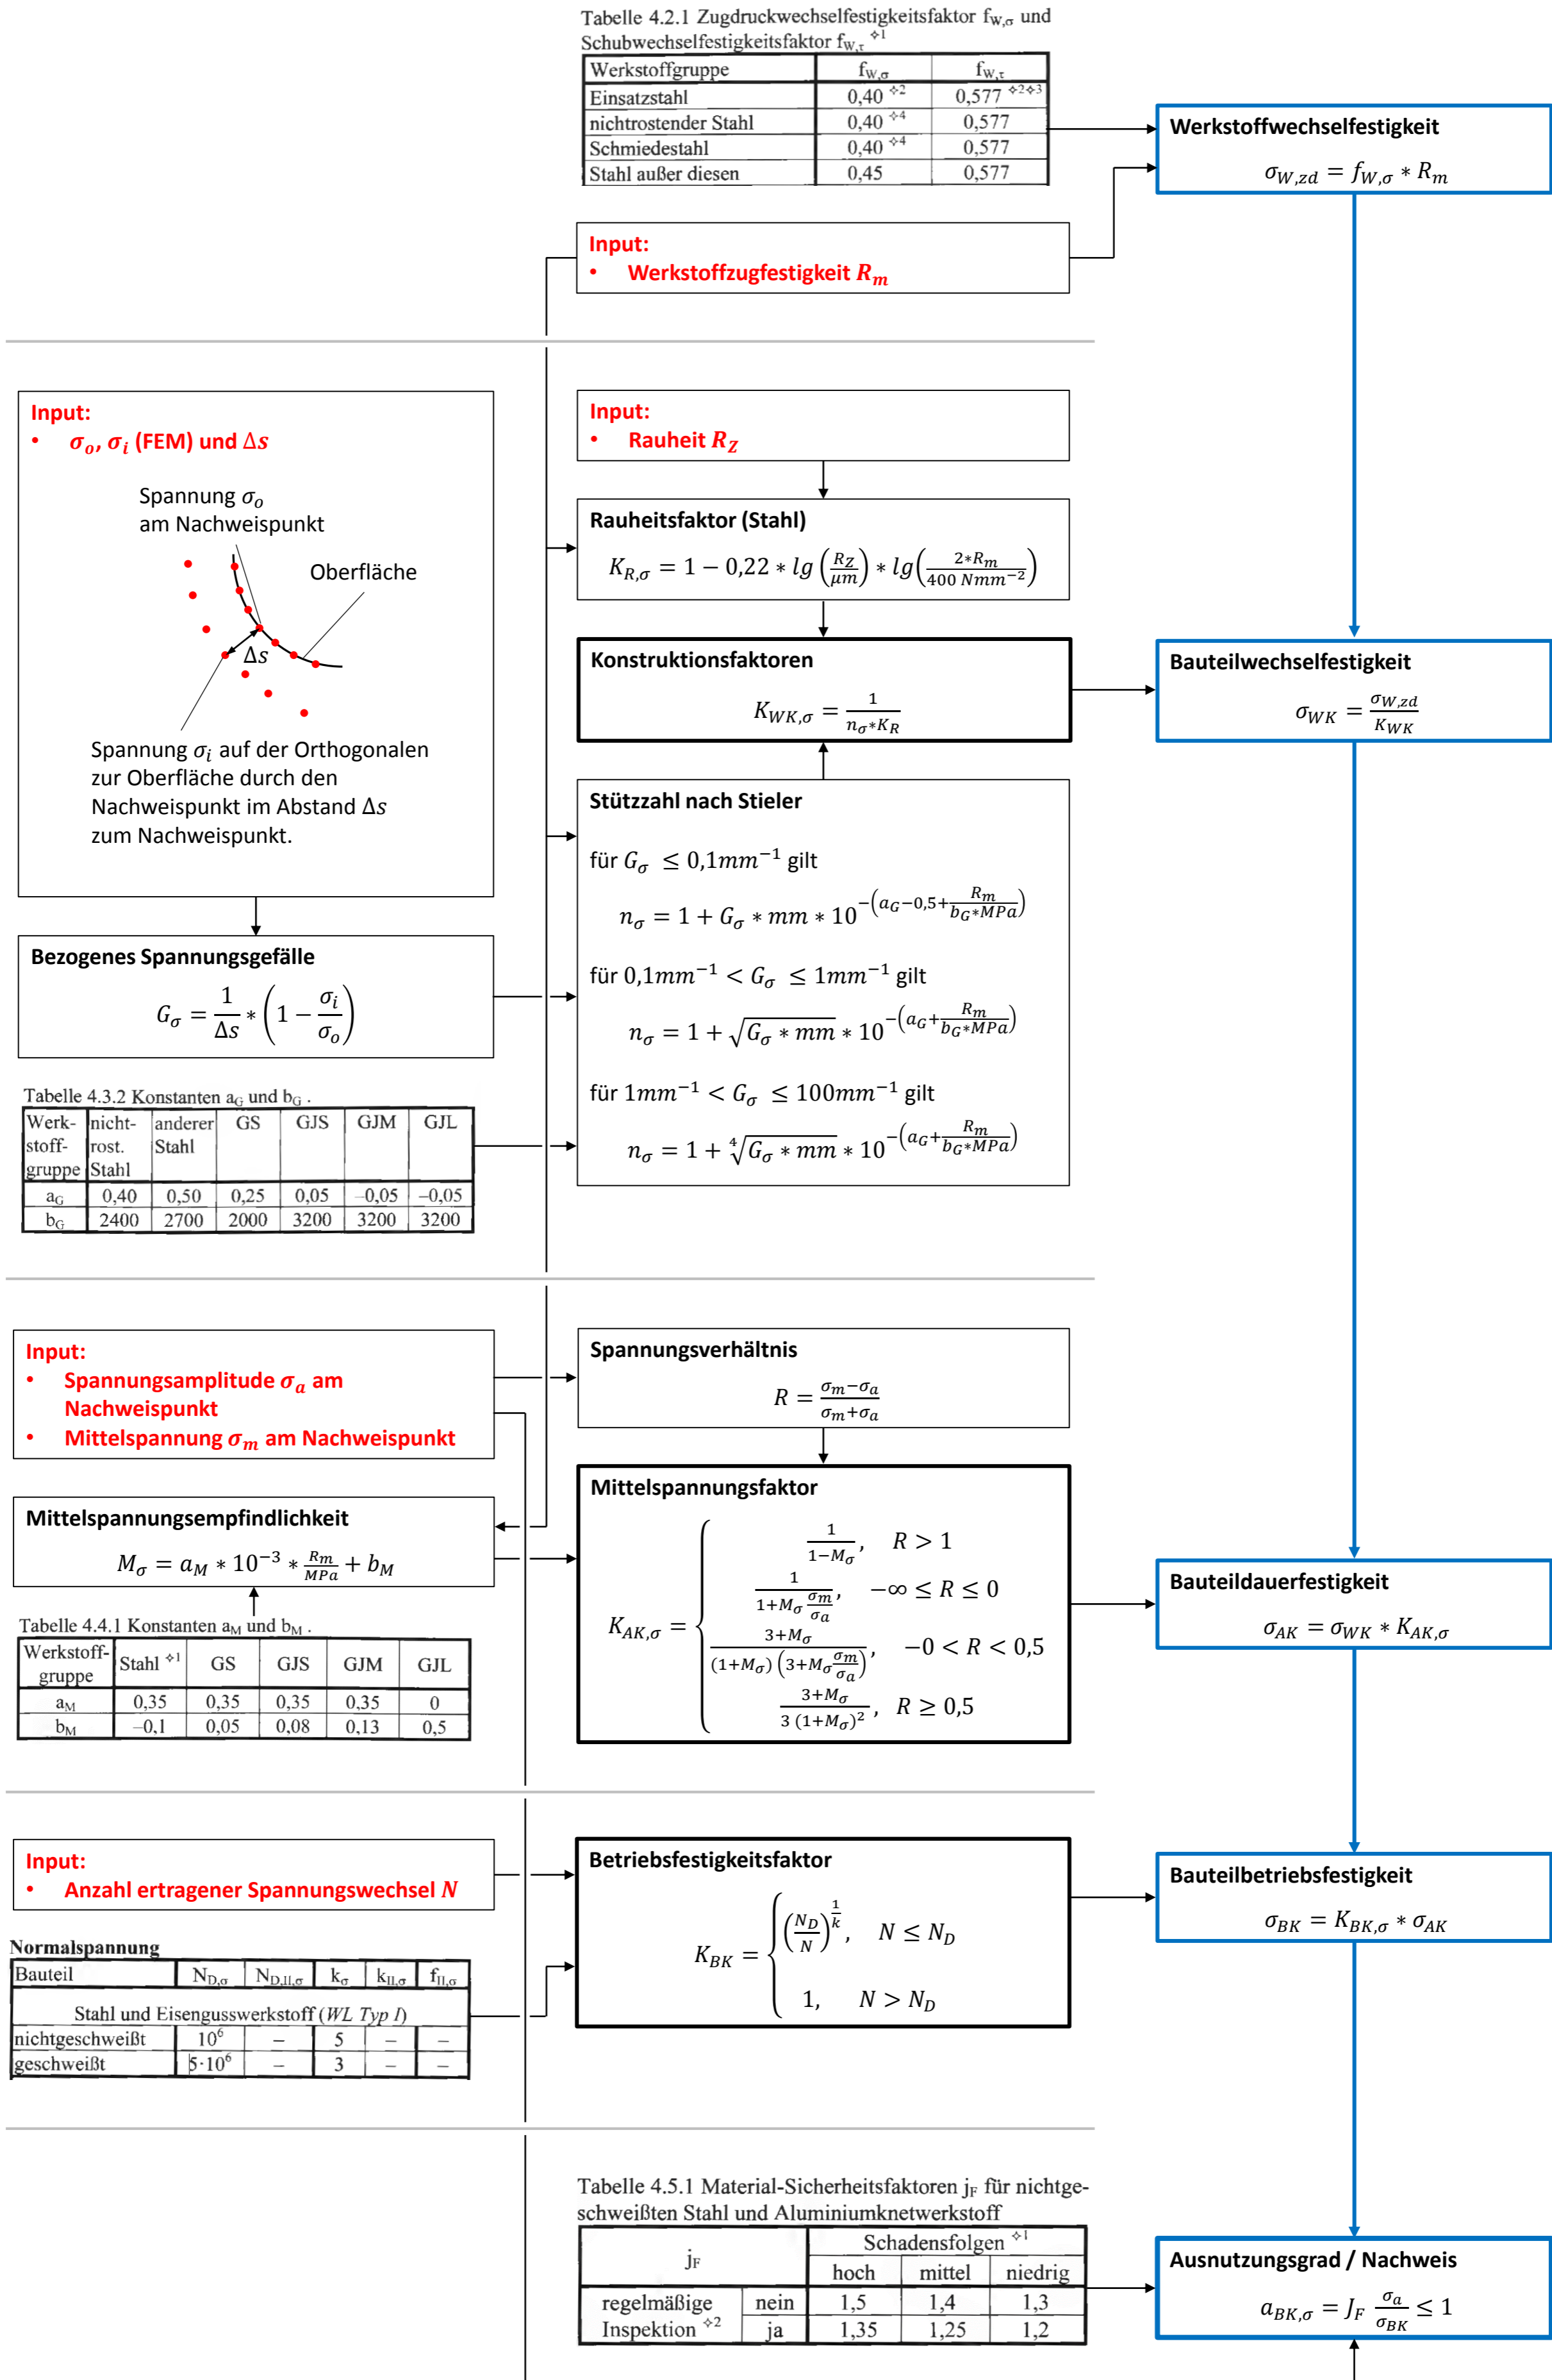 Tabelle 4.2.1 Zugdruckwechselfestigkeitsfaktor f_W,σ und
Schubwechselfestigkeitsfaktor f_W,τ ✧1
Werkstoffgruppe f_W,σ f_W,τ
Einsatzstahl 0,40 ✧2 0,577 ✧2✧3
nichtrostender Stahl 0,40 ✧4 0,577
Schmiedestahl 0,40 ✧4 0,577
Stahl außer diesen 0,45 0,577
Werkstoffwechselfestigkeit
σ_W,zd = f_W,σ * R_m
Input:
• Werkstoffzugfestigkeit R_m
Input:
• σ_o, σ_i (FEM) und Δs
Spannung σ_o
am Nachweispunkt
Oberfläche
Δs
Spannung σ_i auf der Orthogonalen
zur Oberfläche durch den
Nachweispunkt im Abstand Δs
zum Nachweispunkt.
Input:
• Rauheit R_Z
Rauheitsfaktor (Stahl)
K_R,σ = 1 − 0,22 * lg (R_Z/μm) * lg(2*R_m/400 Nmm^−2)
Konstruktionsfaktoren
K_WK,σ = 1/(n_σ*K_R)
Bauteilwechselfestigkeit
σ_WK = σ_W,zd/K_WK
Stützzahl nach Stieler
für G_σ ≤ 0,1mm^−1 gilt
n_σ = 1 + G_σ * mm * 10^−(a_G−0,5+R_m/(b_G*MPa))
für 0,1mm^−1 < G_σ ≤ 1mm^−1 gilt
n_σ = 1 + √(G_σ * mm) * 10^−(a_G+R_m/(b_G*MPa))
für 1mm^−1 < G_σ ≤ 100mm^−1 gilt
n_σ = 1 + ∜(G_σ * mm) * 10^−(a_G+R_m/(b_G*MPa))
Bezogenes Spannungsgefälle
G_σ = 1/Δs * (1 − σ_i/σ_o)
Tabelle 4.3.2 Konstanten a_G und b_G .
Werk- nicht- anderer GS GJS GJM GJL
stoff- rost. Stahl
gruppe Stahl
a_G 0,40 0,50 0,25 0,05 –0,05 –0,05
b_G 2400 2700 2000 3200 3200 3200
Input:
• Spannungsamplitude σ_a am
Nachweispunkt
• Mittelspannung σ_m am Nachweispunkt
Spannungsverhältnis
R = (σ_m−σ_a)/(σ_m+σ_a)
Mittelspannungsempfindlichkeit
M_σ = a_M * 10^−3 * R_m/MPa + b_M
Tabelle 4.4.1 Konstanten a_M und b_M .
Werkstoff- Stahl ✧1 GS GJS GJM GJL
gruppe
a_M 0,35 0,35 0,35 0,35 0
b_M –0,1 0,05 0,08 0,13 0,5
Mittelspannungsfaktor
K_AK,σ =
1/(1−M_σ), R > 1
1/(1+M_σ σ_m/σ_a), −∞ ≤ R ≤ 0
(3+M_σ)/((1+M_σ) (3+M_σ σ_m/σ_a)), −0 < R < 0,5
(3+M_σ)/(3 (1+M_σ)^2), R ≥ 0,5
Bauteildauerfestigkeit
σ_AK = σ_WK * K_AK,σ
Input:
• Anzahl ertragener Spannungswechsel N
Normalspannung
Bauteil N_D,σ N_D,II,σ k_σ k_II,σ f_II,σ
Stahl und Eisengusswerkstoff (WL Typ I)
nichtgeschweißt 10^6 – 5 – –
geschweißt 5·10^6 – 3 – –
Betriebsfestigkeitsfaktor
K_BK =
(N_D/N)^(1/k), N ≤ N_D
1, N > N_D
Bauteilbetriebsfestigkeit
σ_BK = K_BK,σ * σ_AK
Tabelle 4.5.1 Material-Sicherheitsfaktoren j_F für nichtge-
schweißten Stahl und Aluminiumknetwerkstoff
j_F Schadensfolgen ✧1
hoch mittel niedrig
regelmäßige nein 1,5 1,4 1,3
Inspektion ✧2 ja 1,35 1,25 1,2
Ausnutzungsgrad / Nachweis
a_BK,σ = J_F σ_a/σ_BK ≤ 1